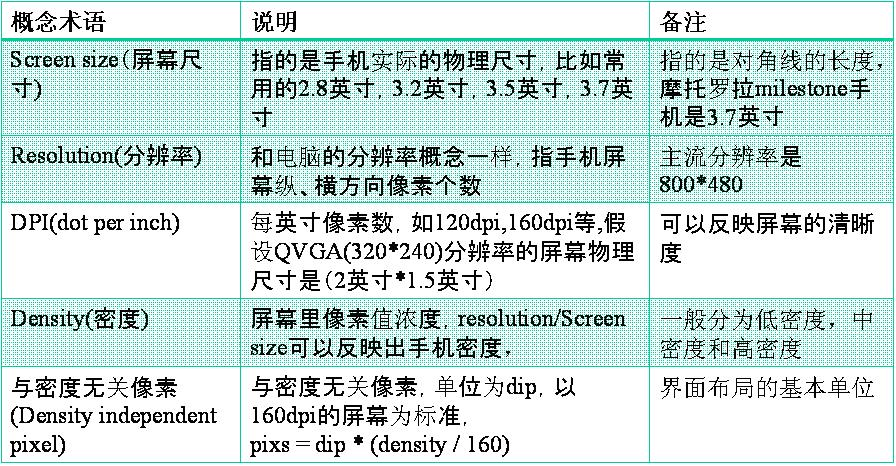 概念术语
说明
备注
Screen size(屏幕尺
寸)
指的是手机实际的物理尺寸，比如常
用的2.8英寸，3.2英寸，3.5英寸，3.7英
寸
指的是对角线的长度，
摩托罗拉milestone手
机是3.7英寸
Resolution(分辨率)
和电脑的分辨率概念一样，指手机屏
幕纵、横方向像素个数
主流分辨率是
800*480
DPI(dot per inch)
每英寸像素数，如120dpi,160dpi等,假
设QVGA(320*240)分辨率的屏幕物理
尺寸是(2英寸*1.5英寸)
可以反映屏幕的清晰
度
Density(密度)
屏幕里像素值浓度，resolution/Screen
size可以反映出手机密度，
一般分为低密度，中
密度和高密度
与密度无关像素
(Density independent
pixel)
与密度无关像素，单位为dip，以
160dpi的屏幕为标准，
pixs = dip * (density / 160)
界面布局的基本单位